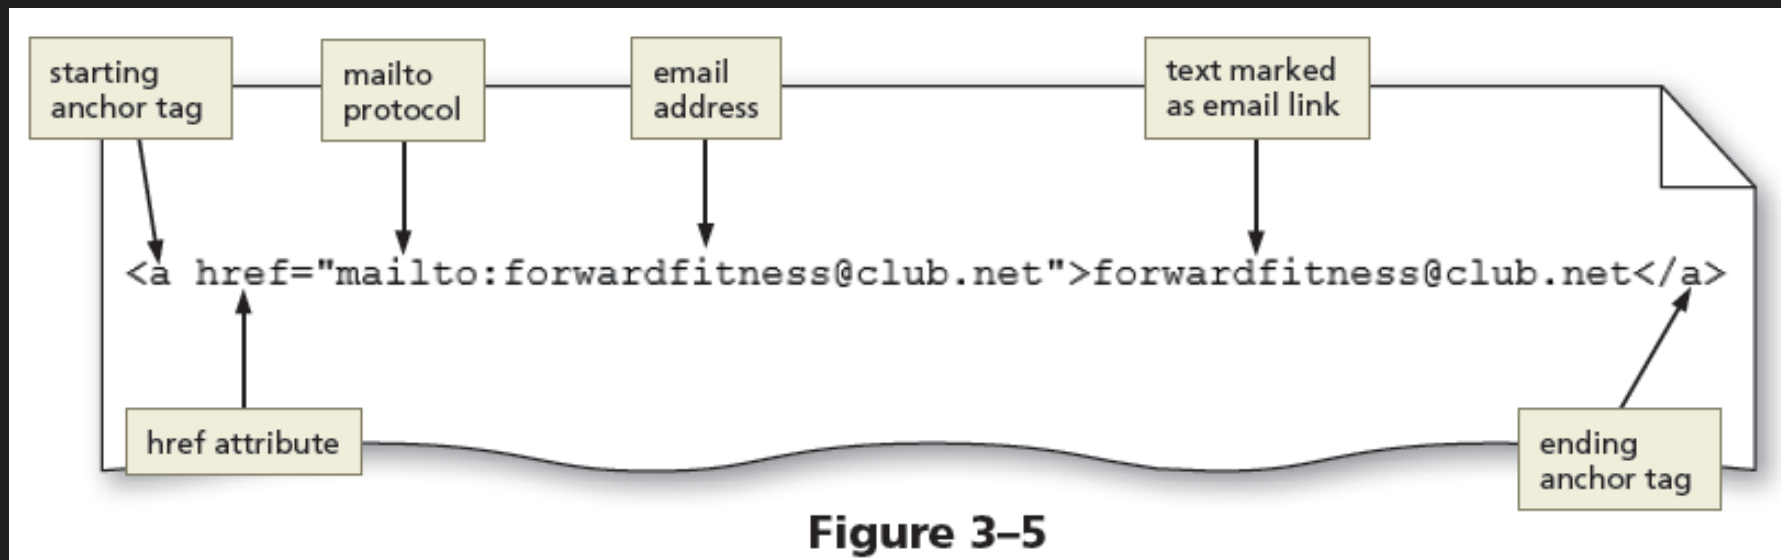 starting
anchor tag
mailto
protocol
email
address
text marked
as email link
<a href="mailto:forwardfitness@club.net">forwardfitness@club.net</a>
href attribute
ending
anchor tag
Figure 3–5